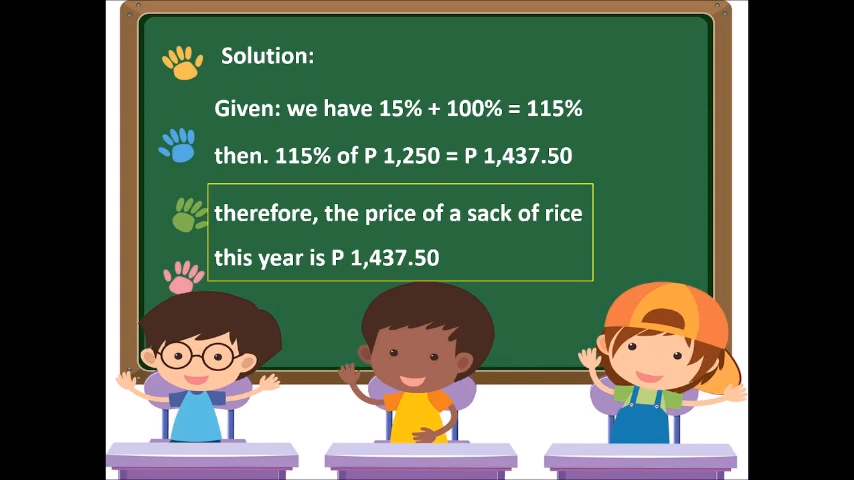 Solution:
Given: we have 15% + 100% = 115%
then. 115% of P 1,250 = P 1,437.50
therefore, the price of a sack of rice
this year is P 1,437.50